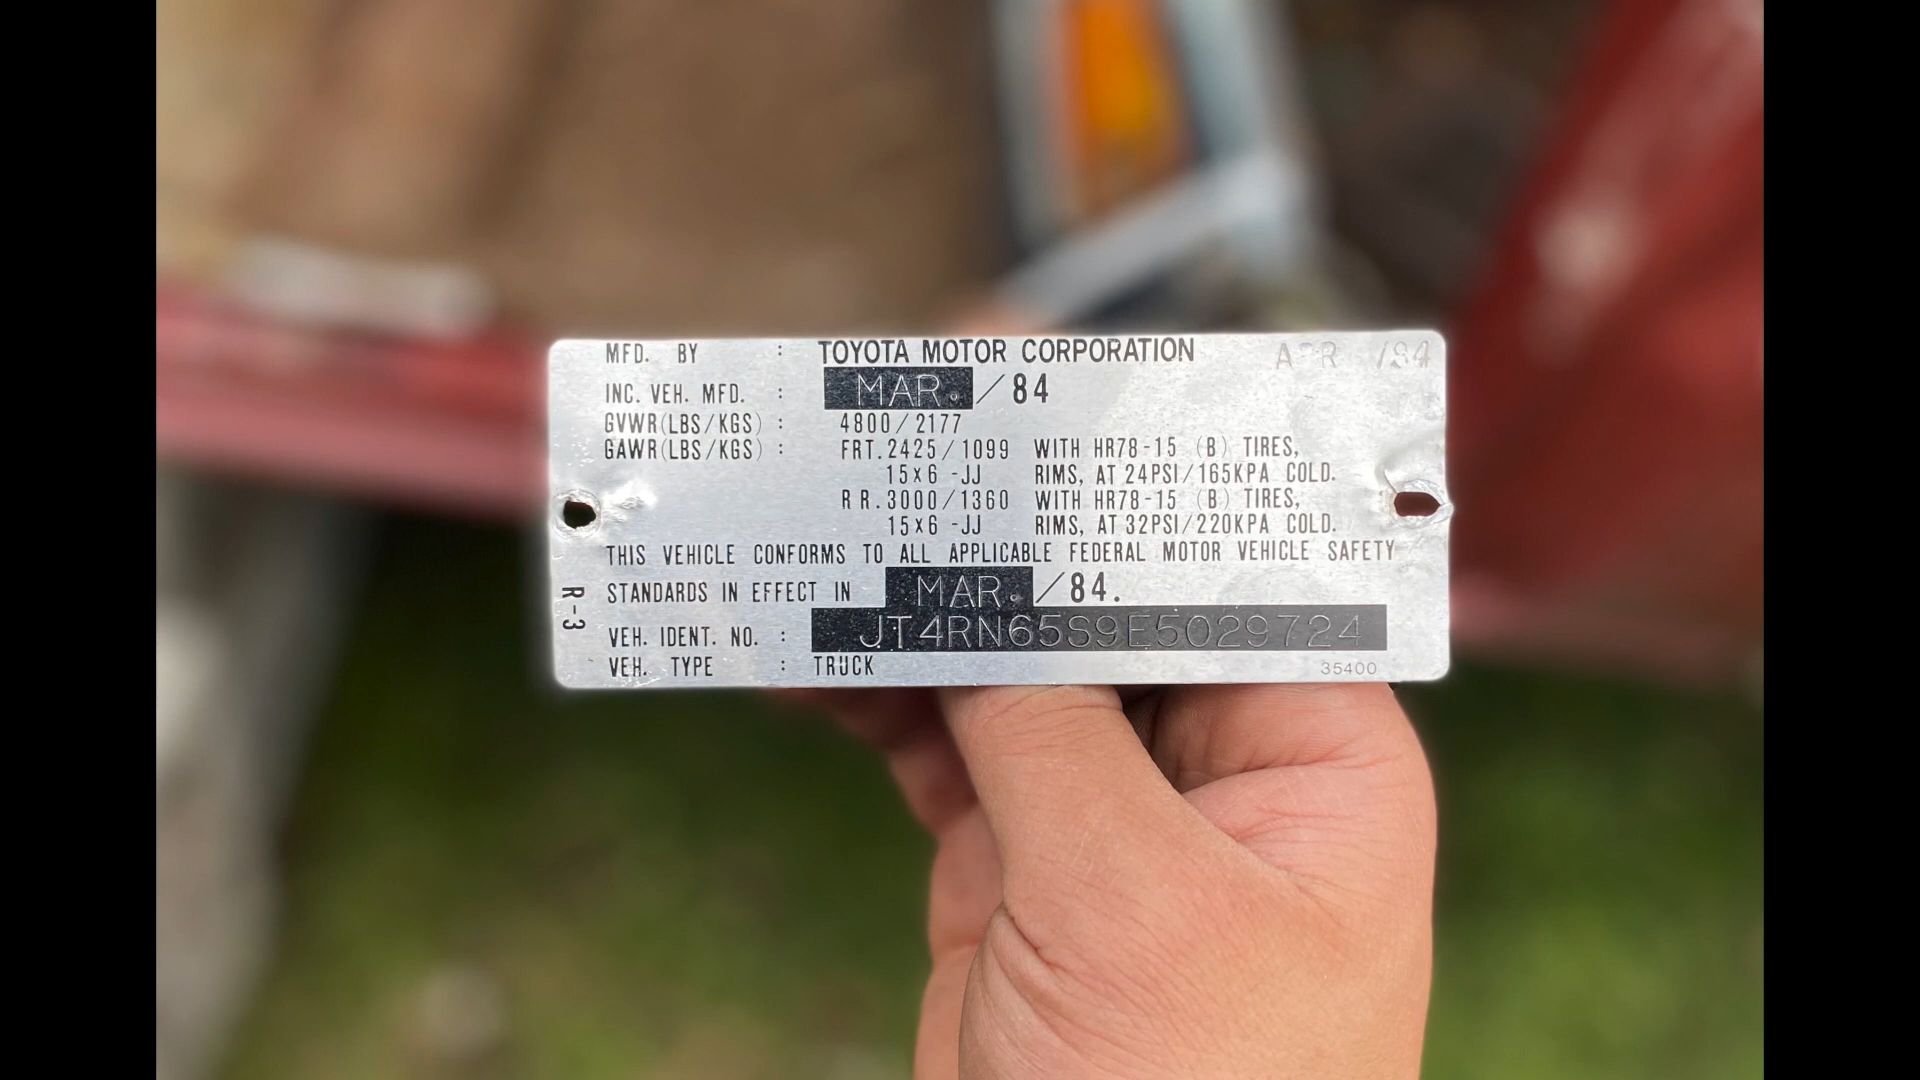 MFD. BY : TOYOTA MOTOR CORPORATION APR /84
INC. VEH. MFD. : MAR. /84
GVWR(LBS/KGS) : 4800/2177
GAWR(LBS/KGS) : FRT.2425/1099 WITH HR78-15 (B) TIRES,
15x6 -JJ RIMS, AT 24PSI/165KPA COLD.
RR.3000/1360 WITH HR78-15 (B) TIRES,
15x6 -JJ RIMS, AT 32PSI/220KPA COLD.
THIS VEHICLE CONFORMS TO ALL APPLICABLE FEDERAL MOTOR VEHICLE SAFETY
STANDARDS IN EFFECT IN MAR. /84.
VEH. IDENT. NO. : JT4RN65S9E5029724
VEH. TYPE : TRUCK 35400
R-3